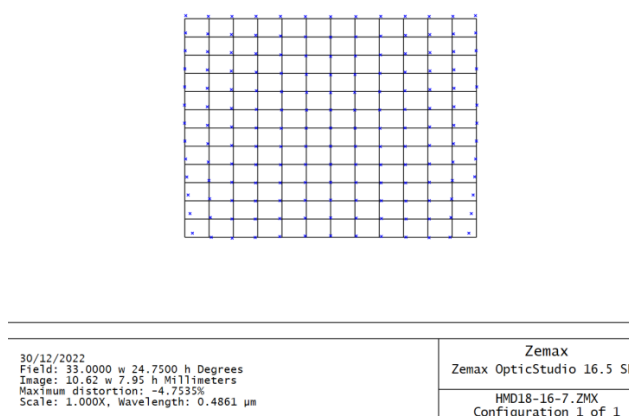 30/12/2022
Field: 33.0000 w 24.7500 h Degrees
Image: 10.62 w 7.95 h Millimeters
Maximum distortion: -4.7535%
Scale: 1.000X, Wavelength: 0.4861 µm
Zemax
Zemax OpticStudio 16.5 S
HMD18-16-7.ZMX
Configuration 1 of 1